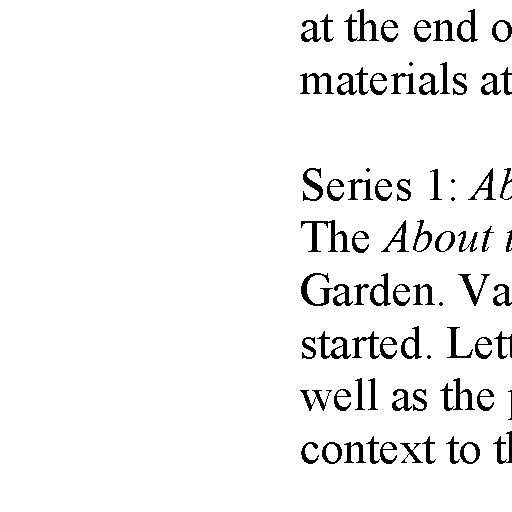 at the end o
materials at
Series 1: Ab
The About t
Garden. Va
started. Lett
well as the p
context to th